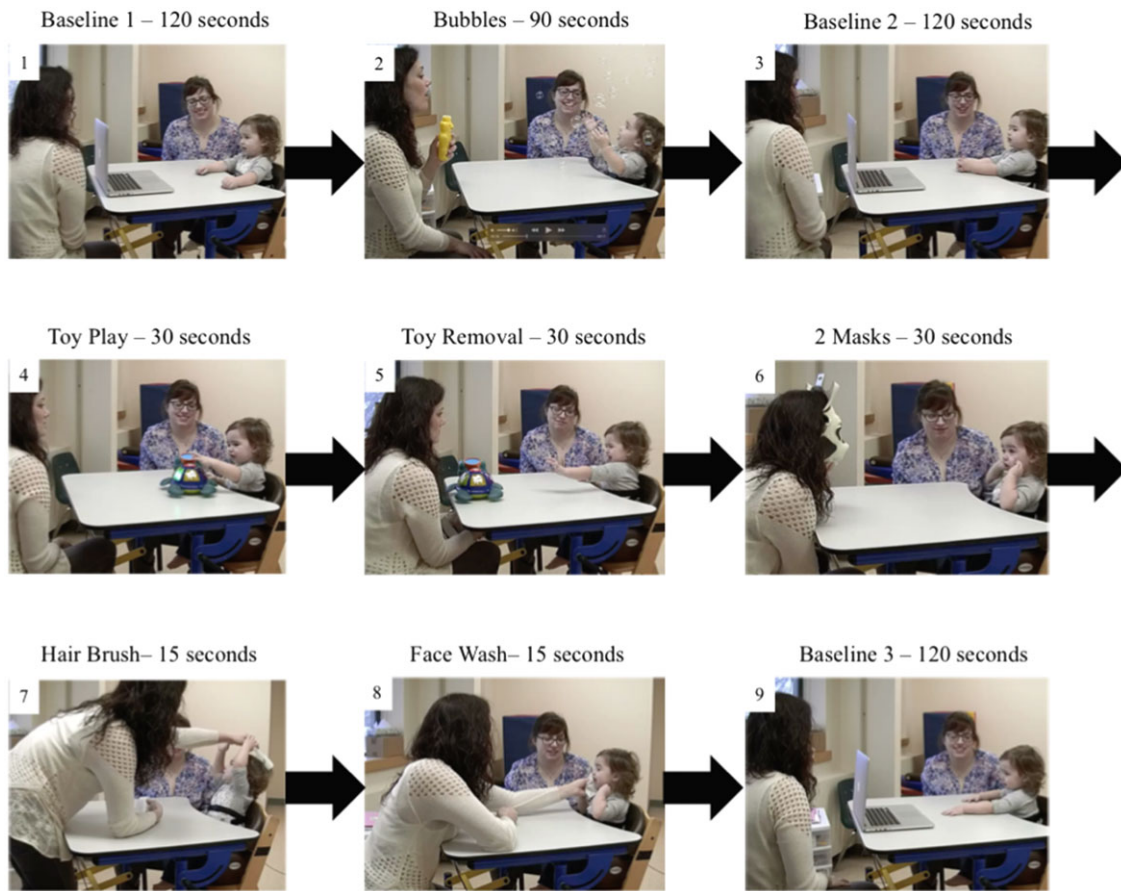 Baseline 1 – 120 seconds
Bubbles – 90 seconds
Baseline 2 – 120 seconds
1
2
3
Toy Play – 30 seconds
Toy Removal – 30 seconds
2 Masks – 30 seconds
4
5
6
Hair Brush– 15 seconds
Face Wash– 15 seconds
Baseline 3 – 120 seconds
7
8
9